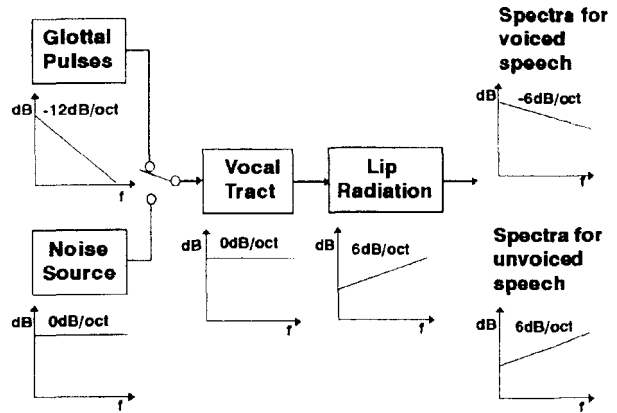 Glottal
Pulses
dB
-12dB/oct
f
Noise
Source
dB
0dB/oct
f
Vocal
Tract
dB
0dB/oct
f
Lip
Radiation
dB
6dB/oct
f
Spectra for
voiced
speech
dB
-6dB/oct
f
Spectra for
unvoiced
speech
dB
6dB/oct
f